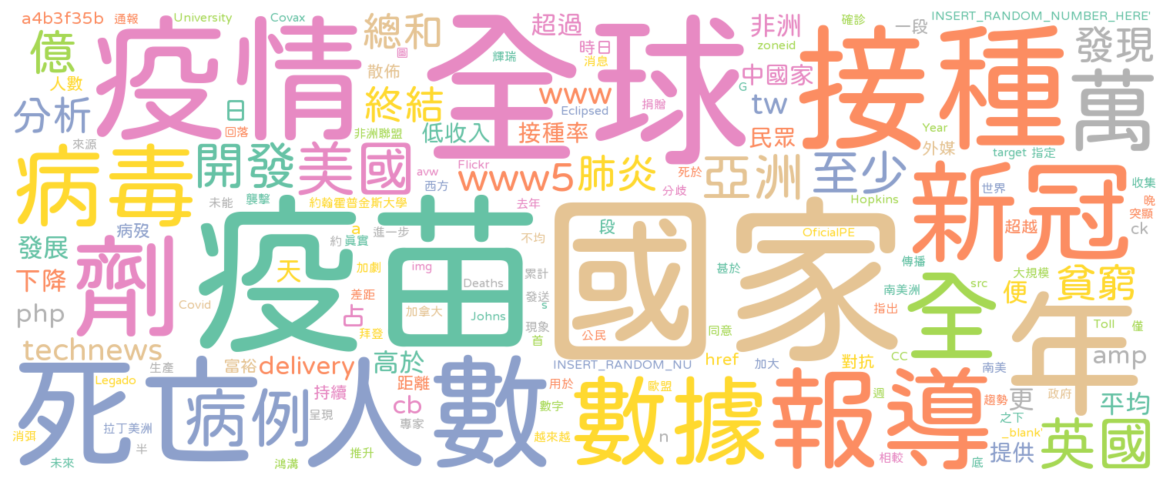 a4b3f35b 通報 University Covax 總和 超過 非洲 確診 一段 INSERT_RANDOM_NUMBER_HERE'
億 疫情 圖 全球 時日 zoneid 接種 發現
人數 散佈 輝瑞 消息 中國家 G 萬
分析 日 終結 www 捐贈 tw
回落 非洲聯盟 低收入 接種率 Eclipsed 民眾 Year 外媒
來源 病毒 開發 美國 Flickr 肺炎 死於 亞洲 至少 target 指定
avw www5 分歧 Hopkins 新冠 世界 收集
未能 襲擊 約翰霍普金斯大學 西方 去年 晚
病歿 a 進一步 段 OfficialPE 超越 突顯
發展 劑 疫苗 約 真實 不均 國家 傳播 ck
下降 天 加劇 img Deaths 累計 甚於 全 大規模 貧窮
差距 發送 南美洲 src 便
php Covid 占 加拿大 Johns s 現象 公民 同意 指出 年 Toll 僅
technews 拜登 首 CC amp
死亡人數 生產 富裕 delivery 高於 INSERT_RANDOM_NU 加大 href 對抗 南美
Legado 病例 持續 距離 用於 數據 歐盟 報導 週 趨勢 更 政府 平均
呈現 cb 數字 之下
消弭 拉丁美洲 專家 越來越 n _blank' 英國
半 推升 相較 提供
未來 鴻溝 底